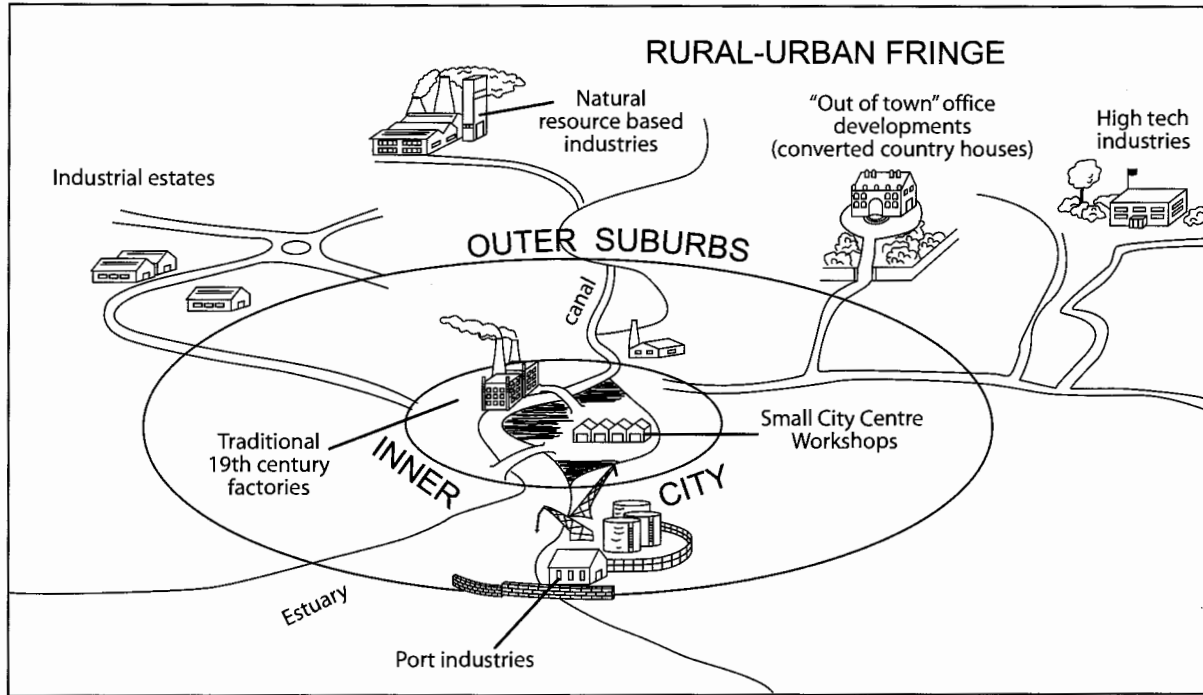 RURAL-URBAN FRINGE
Natural
resource based
industries
"Out of town" office
developments
(converted country houses)
High tech
industries
Industrial estates
OUTER SUBURBS
canal
Traditional
19th century
factories
Small City Centre
Workshops
INNER CITY
Estuary
Port industries